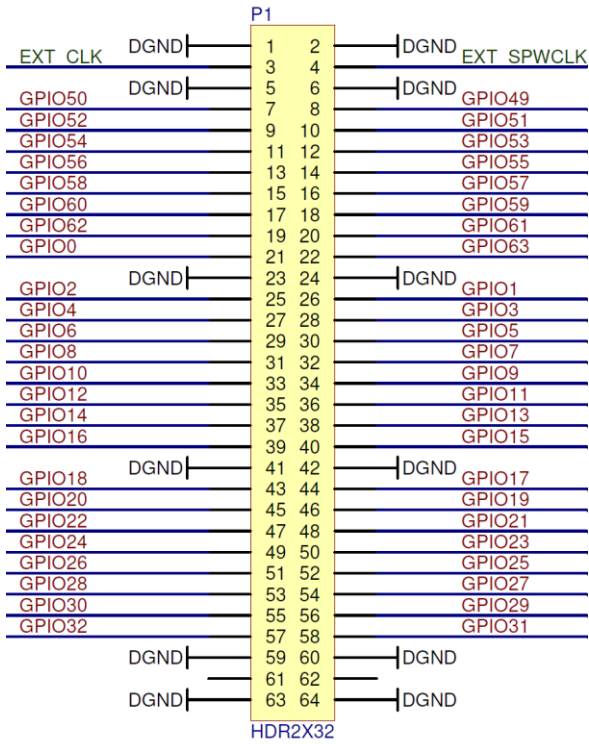 P1
DGND 1 2 DGND
EXT_CLK 3 4 EXT_SPWCLK
DGND 5 6 DGND
GPIO50 7 8 GPIO49
GPIO52 9 10 GPIO51
GPIO54 11 12 GPIO53
GPIO56 13 14 GPIO55
GPIO58 15 16 GPIO57
GPIO60 17 18 GPIO59
GPIO62 19 20 GPIO61
GPIO0 21 22 GPIO63
DGND 23 24 DGND
GPIO2 25 26 GPIO1
GPIO4 27 28 GPIO3
GPIO6 29 30 GPIO5
GPIO8 31 32 GPIO7
GPIO10 33 34 GPIO9
GPIO12 35 36 GPIO11
GPIO14 37 38 GPIO13
GPIO16 39 40 GPIO15
DGND 41 42 DGND
GPIO18 43 44 GPIO17
GPIO20 45 46 GPIO19
GPIO22 47 48 GPIO21
GPIO24 49 50 GPIO23
GPIO26 51 52 GPIO25
GPIO28 53 54 GPIO27
GPIO30 55 56 GPIO29
GPIO32 57 58 GPIO31
DGND 59 60 DGND
61 62
DGND 63 64 DGND
HDR2X32